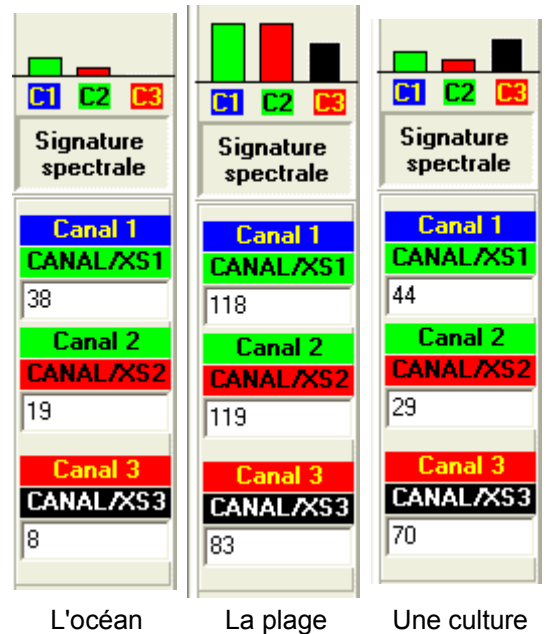 C1 C2 C3
Signature
spectrale
Canal 1
CANAL/XS1
38
Canal 2
CANAL/XS2
19
Canal 3
CANAL/XS3
8
L'océan
C1 C2 C3
Signature
spectrale
Canal 1
CANAL/XS1
118
Canal 2
CANAL/XS2
119
Canal 3
CANAL/XS3
83
La plage
C1 C2 C3
Signature
spectrale
Canal 1
CANAL/XS1
44
Canal 2
CANAL/XS2
29
Canal 3
CANAL/XS3
70
Une culture